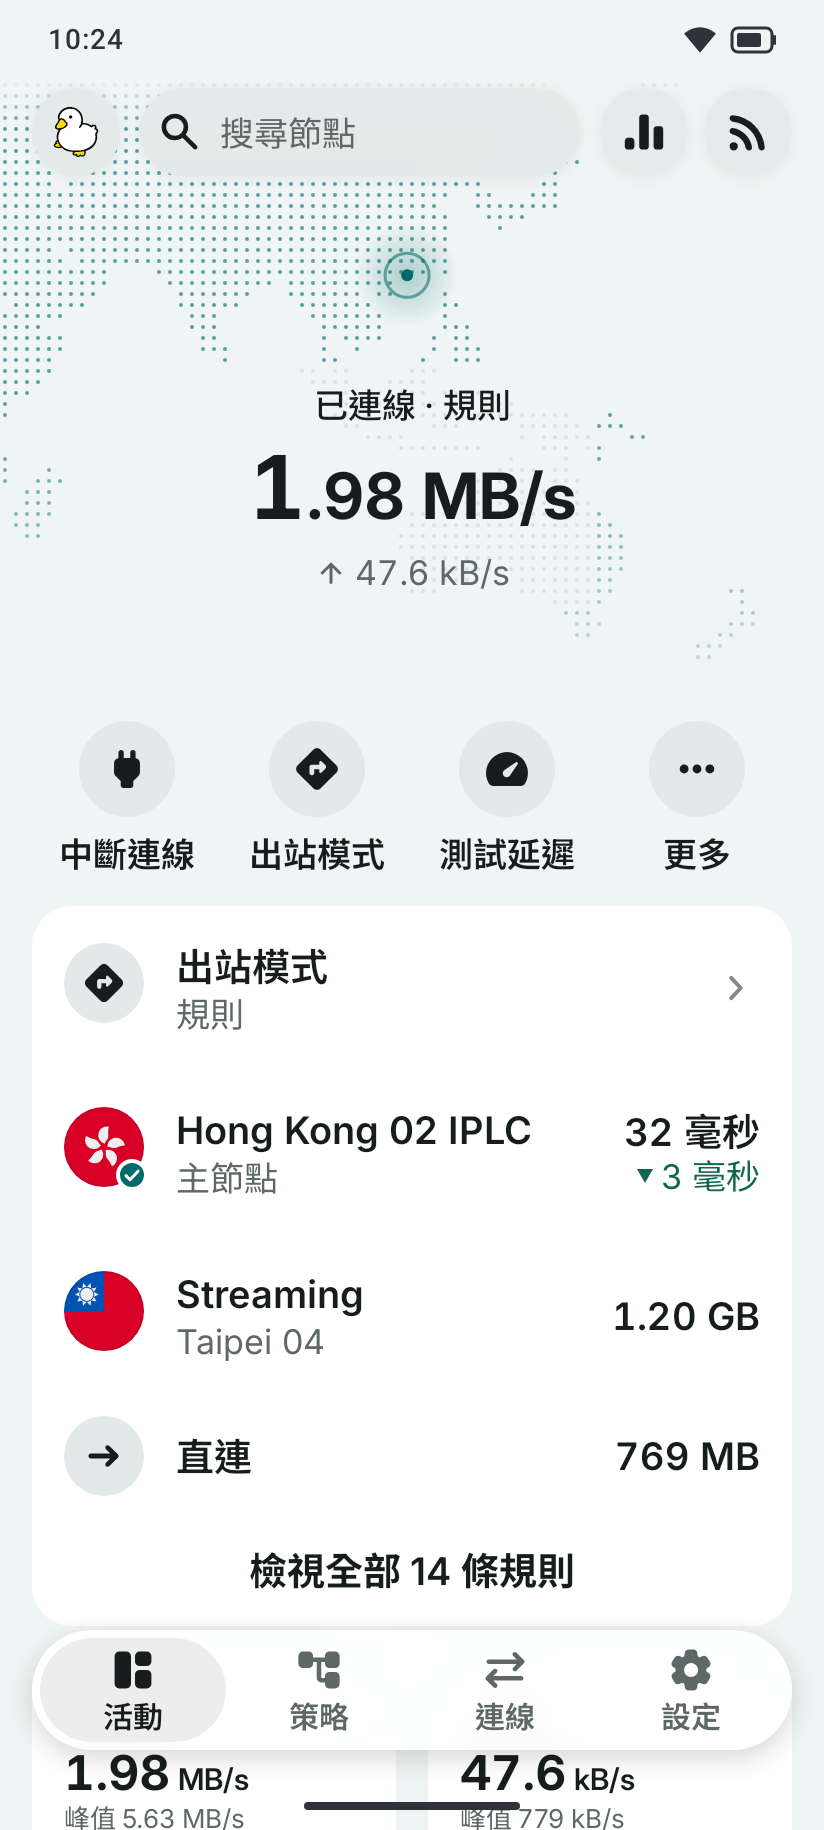 10:24
搜尋節點
已連線 · 規則
1.98 MB/s
↑ 47.6 kB/s
中斷連線
出站模式
測試延遲
更多
出站模式
規則
Hong Kong 02 IPLC
32 毫秒
主節點
▼3 毫秒
Streaming
1.20 GB
Taipei 04
直連
769 MB
檢視全部 14 條規則
活動
策略
連線
設定
1.98 MB/s
47.6 kB/s
峰值 5.63 MB/s
峰值 779 kB/s